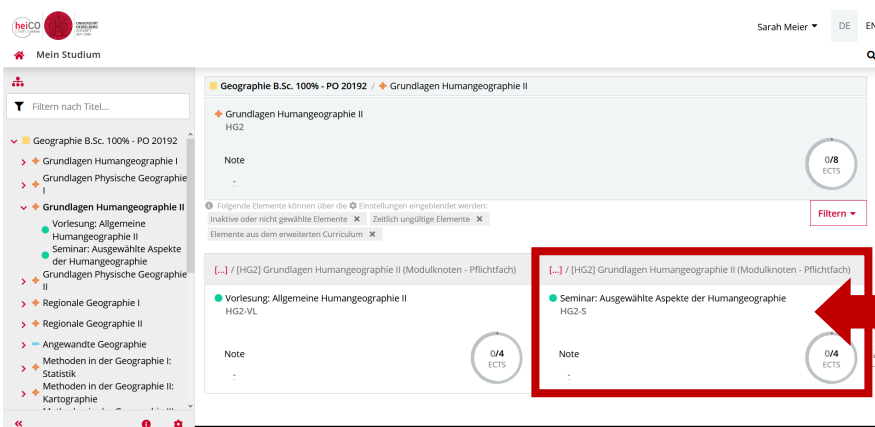 heiCO
UNIVERSITÄT
HEIDELBERG
ZUKUNFT
SEIT 1386
Sarah Meier
DE
EN
Mein Studium
Filtern nach Titel...
Geographie B.Sc. 100% - PO 20192
Grundlagen Humangeographie I
Grundlagen Physische Geographie
I
Grundlagen Humangeographie II
Vorlesung: Allgemeine
Humangeographie II
Seminar: Ausgewählte Aspekte
der Humangeographie
Grundlagen Physische Geographie
II
Regionale Geographie I
Regionale Geographie II
Angewandte Geographie
Methoden in der Geographie I:
Statistik
Methoden in der Geographie II:
Kartographie
Geographie B.Sc. 100% - PO 20192 / Grundlagen Humangeographie II
Grundlagen Humangeographie II
HG2
Note
-
0/8
ECTS
Folgende Elemente können über die Einstellungen eingeblendet werden:
Inaktive oder nicht gewählte Elemente ✕ Zeitlich ungültige Elemente ✕
Elemente aus dem erweiterten Curriculum ✕
Filtern
[...] / [HG2] Grundlagen Humangeographie II (Modulknoten - Pflichtfach)
Vorlesung: Allgemeine Humangeographie II
HG2-VL
Note
-
0/4
ECTS
[...] / [HG2] Grundlagen Humangeographie II (Modulknoten - Pflichtfach)
Seminar: Ausgewählte Aspekte der Humangeographie
HG2-S
Note
-
0/4
ECTS